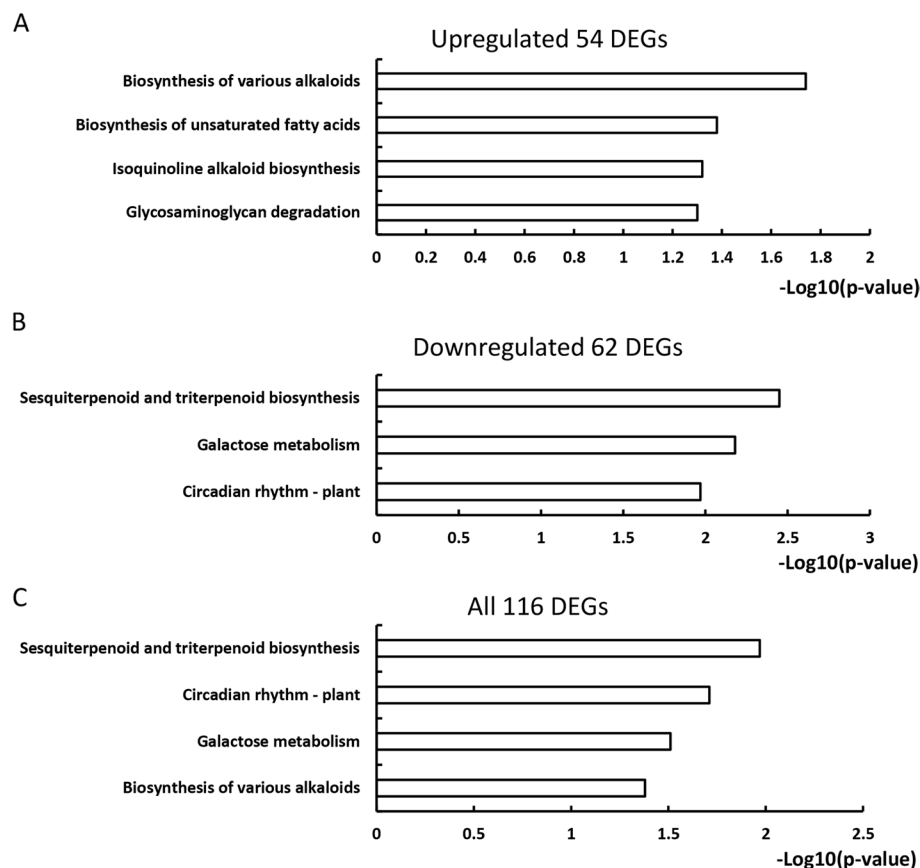 A
Upregulated 54 DEGs
Biosynthesis of various alkaloids
Biosynthesis of unsaturated fatty acids
Isoquinoline alkaloid biosynthesis
Glycosaminoglycan degradation
0 0.2 0.4 0.6 0.8 1 1.2 1.4 1.6 1.8 2
-Log10(p-value)
B
Downregulated 62 DEGs
Sesquiterpenoid and triterpenoid biosynthesis
Galactose metabolism
Circadian rhythm - plant
0 0.5 1 1.5 2 2.5 3
-Log10(p-value)
C
All 116 DEGs
Sesquiterpenoid and triterpenoid biosynthesis
Circadian rhythm - plant
Galactose metabolism
Biosynthesis of various alkaloids
0 0.5 1 1.5 2 2.5
-Log10(p-value)